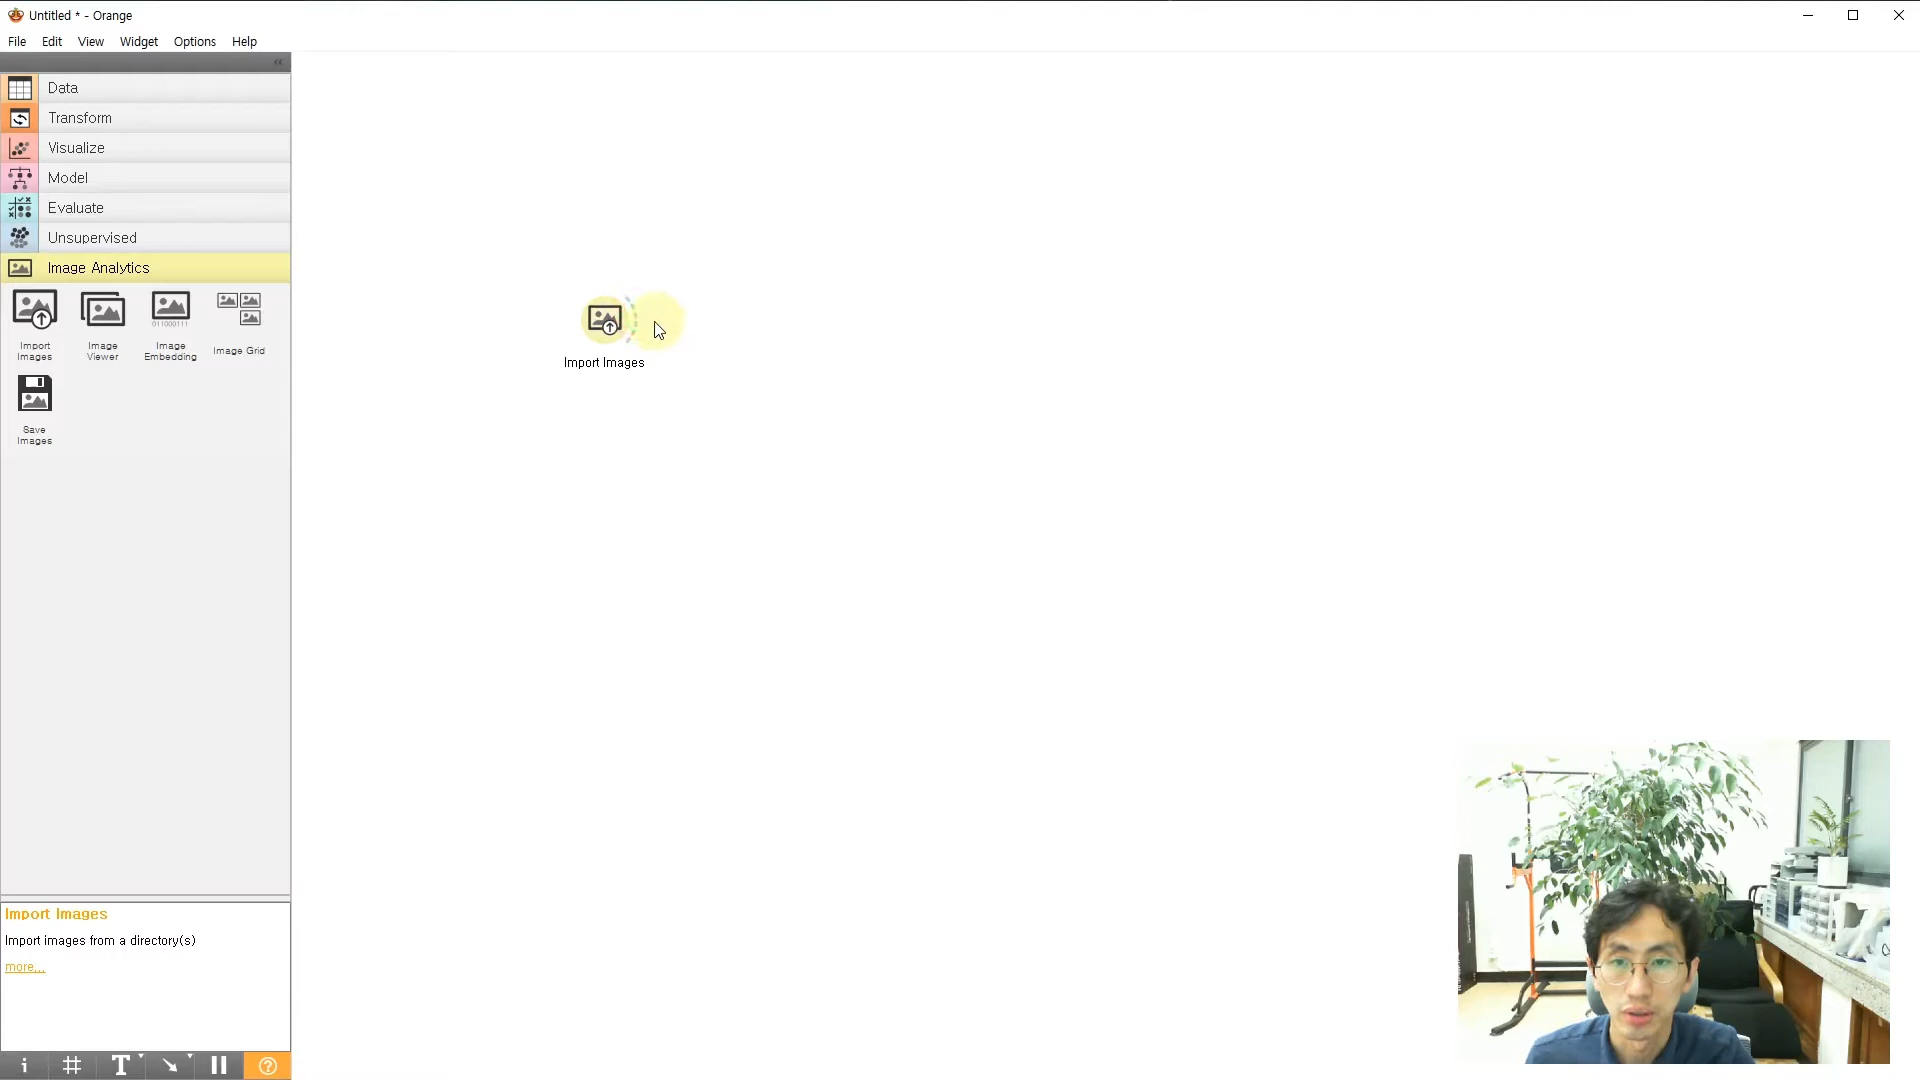 Untitled * - Orange
File Edit View Widget Options Help
Data
Transform
Visualize
Model
Evaluate
Unsupervised
Image Analytics
Import Images
Image Viewer
Image Embedding
Image Grid
Save Images
Import Images
Import Images
Import images from a directory(s)
more...